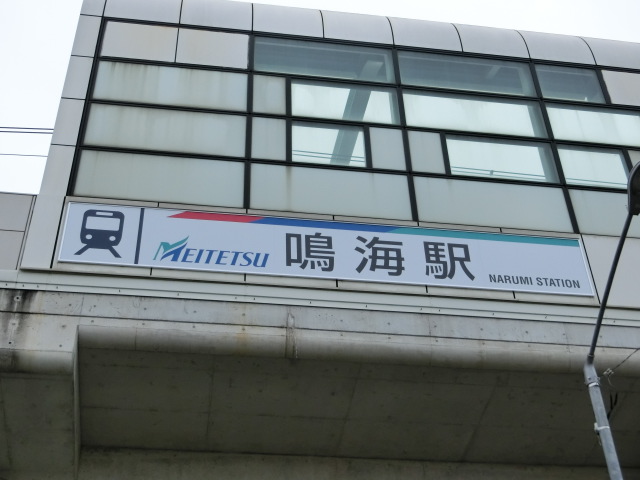 MEITETSU 鳴海駅 NARUMI STATION